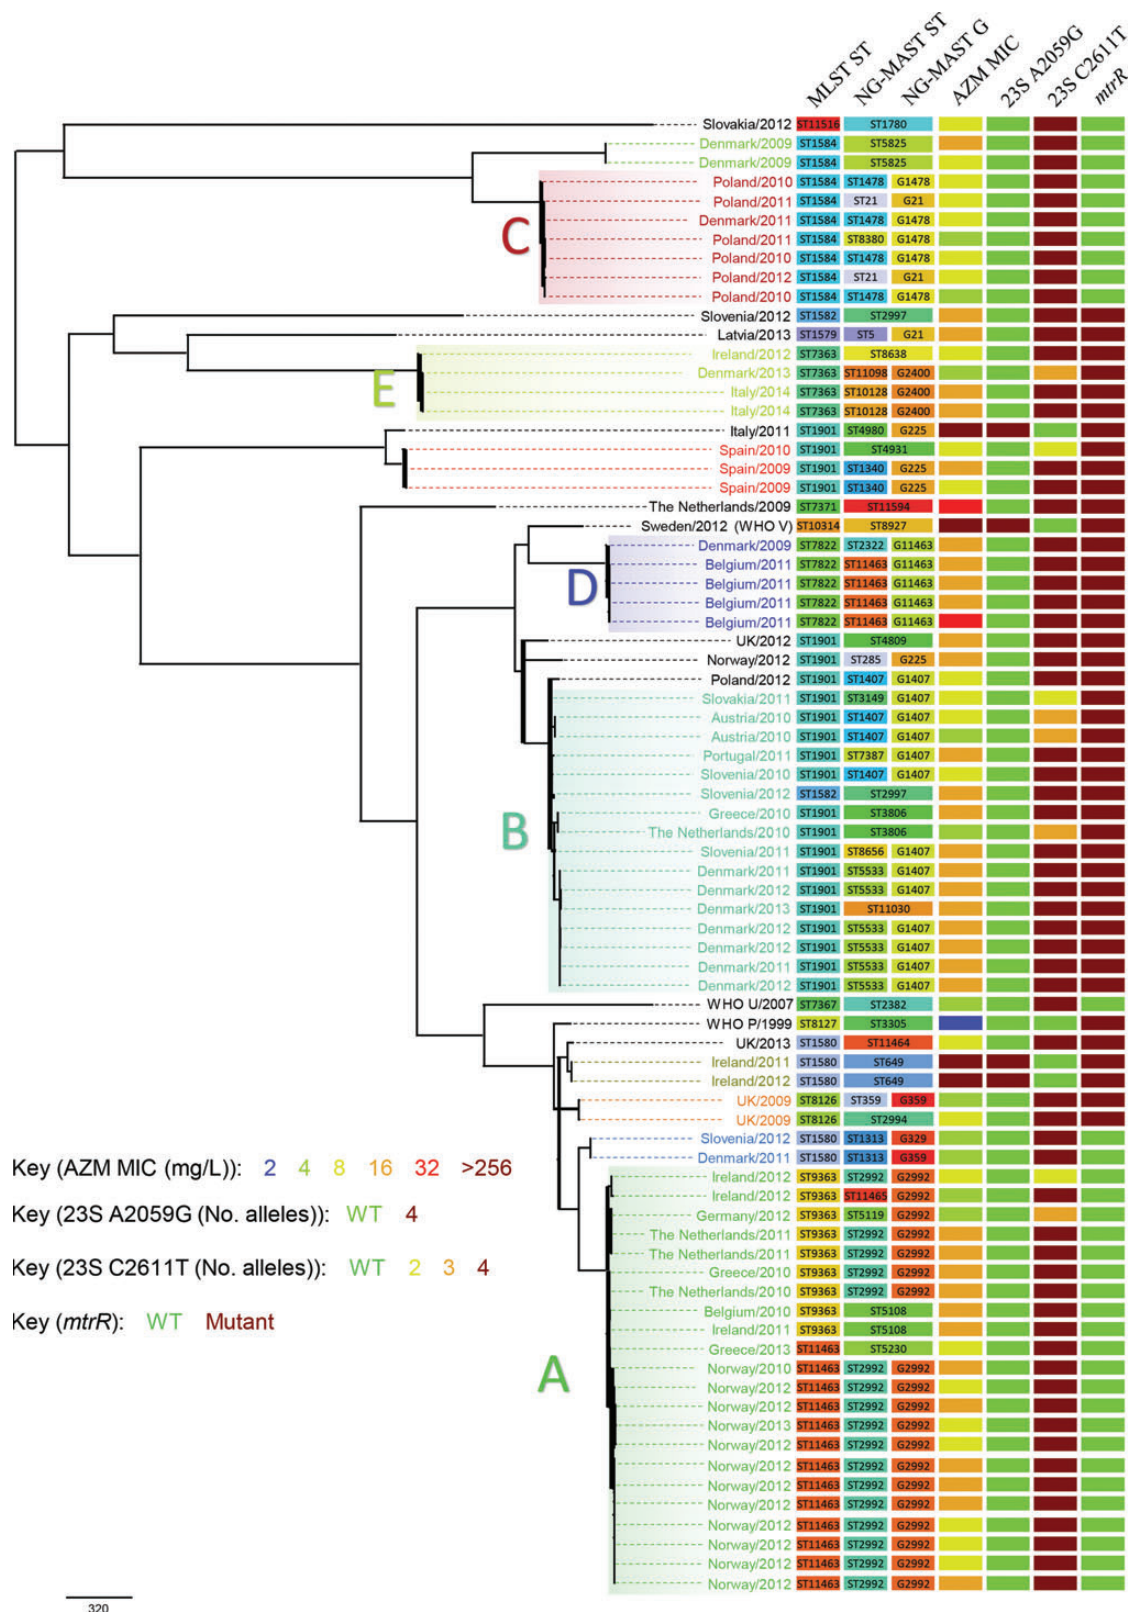 MLST ST NG-MAST ST NG-MAST G AZM MIC 23S A2059G 23S C2611T mtrR
Slovakia/2012 ST11516 ST1780
Denmark/2009 ST1584 ST5825
Denmark/2009 ST1584 ST5825
Poland/2010 ST1584 ST1478 G1478
Poland/2011 ST1584 ST21 G21
Denmark/2011 ST1584 ST1478 G1478
C
Poland/2011 ST1584 ST8380 G1478
Poland/2010 ST1584 ST1478 G1478
Poland/2012 ST1584 ST21 G21
Poland/2010 ST1584 ST1478 G1478
Slovenia/2012 ST1582 ST2997
Latvia/2013 ST1579 ST5 G21
Ireland/2012 ST7363 ST8638
Denmark/2013 ST7363 ST11098 G2400
E
Italy/2014 ST7363 ST10128 G2400
Italy/2014 ST7363 ST10128 G2400
Italy/2011 ST1901 ST4980 G225
Spain/2010 ST1901 ST4931
Spain/2009 ST1901 ST1340 G225
Spain/2009 ST1901 ST1340 G225
The Netherlands/2009 ST7371 ST11594
Sweden/2012 (WHO V) ST10314 ST8927
Denmark/2009 ST7822 ST2322 G11463
Belgium/2011 ST7822 ST11463 G11463
D
Belgium/2011 ST7822 ST11463 G11463
Belgium/2011 ST7822 ST11463 G11463
Belgium/2011 ST7822 ST11463 G11463
UK/2012 ST1901 ST4809
Norway/2012 ST1901 ST285 G225
Poland/2012 ST1901 ST1407 G1407
Slovakia/2011 ST1901 ST3149 G1407
Austria/2010 ST1901 ST1407 G1407
Austria/2010 ST1901 ST1407 G1407
Portugal/2011 ST1901 ST7387 G1407
Slovenia/2010 ST1901 ST1407 G1407
Slovenia/2012 ST1582 ST2997
Greece/2010 ST1901 ST3806
B
The Netherlands/2010 ST1901 ST3806
Slovenia/2011 ST1901 ST8656 G1407
Denmark/2011 ST1901 ST5533 G1407
Denmark/2012 ST1901 ST5533 G1407
Denmark/2013 ST1901 ST11030
Denmark/2012 ST1901 ST5533 G1407
Denmark/2012 ST1901 ST5533 G1407
Denmark/2011 ST1901 ST5533 G1407
Denmark/2012 ST1901 ST5533 G1407
WHO U/2007 ST7367 ST2382
WHO P/1999 ST8127 ST3305
UK/2013 ST1580 ST11464
Ireland/2011 ST1580 ST649
Ireland/2012 ST1580 ST649
UK/2009 ST8126 ST359 G359
UK/2009 ST8126 ST2994
Slovenia/2012 ST1580 ST1313 G329
Denmark/2011 ST1580 ST1313 G359
Key (AZM MIC (mg/L)): 2 4 8 16 32 >256
Ireland/2012 ST9363 ST2992 G2992
Ireland/2012 ST9363 ST11465 G2992
Key (23S A2059G (No. alleles)): WT 4
Germany/2012 ST9363 ST5119 G2992
The Netherlands/2011 ST9363 ST2992 G2992
The Netherlands/2011 ST9363 ST2992 G2992
Key (23S C2611T (No. alleles)): WT 2 3 4
Greece/2010 ST9363 ST2992 G2992
The Netherlands/2010 ST9363 ST2992 G2992
Belgium/2010 ST9363 ST5108
Key (mtrR): WT Mutant
Ireland/2011 ST9363 ST5108
Greece/2013 ST11463 ST5230
A
Norway/2010 ST11463 ST2992 G2992
Norway/2012 ST11463 ST2992 G2992
Norway/2012 ST11463 ST2992 G2992
Norway/2013 ST11463 ST2992 G2992
Norway/2012 ST11463 ST2992 G2992
Norway/2012 ST11463 ST2992 G2992
Norway/2012 ST11463 ST2992 G2992
Norway/2012 ST11463 ST2992 G2992
Norway/2012 ST11463 ST2992 G2992
Norway/2012 ST11463 ST2992 G2992
Norway/2012 ST11463 ST2992 G2992
Norway/2012 ST11463 ST2992 G2992
320